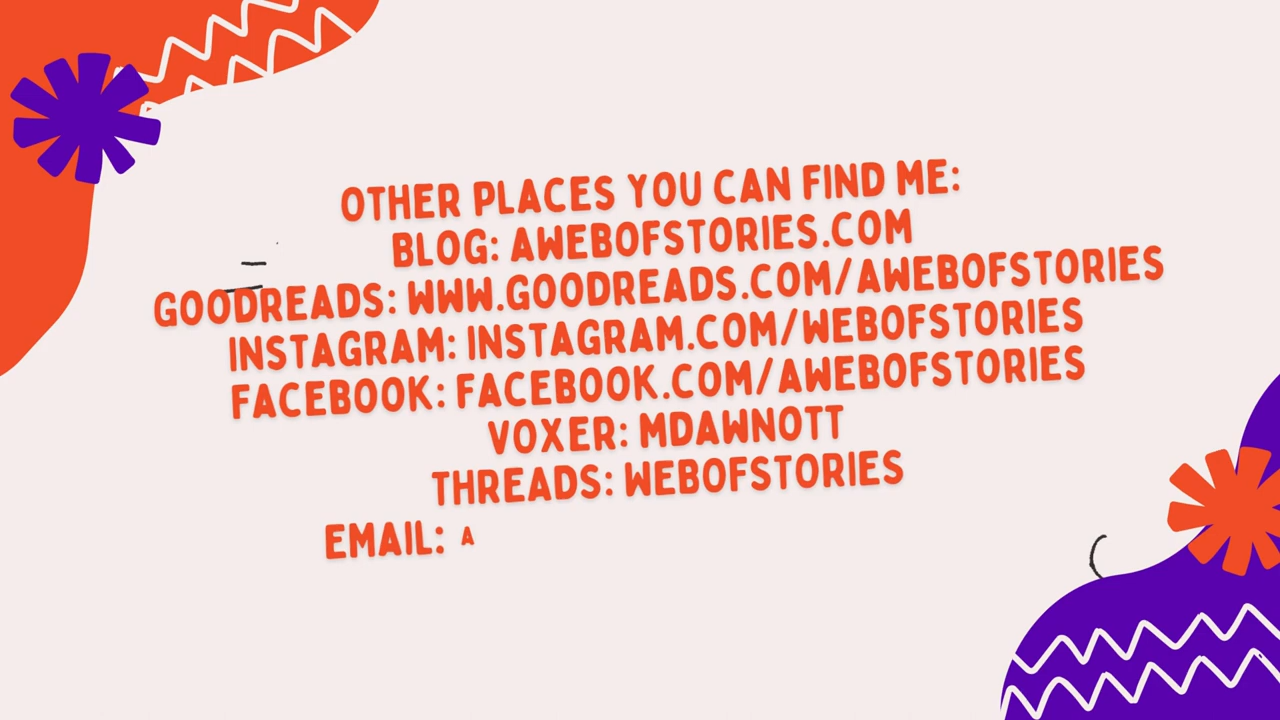 OTHER PLACES YOU CAN FIND ME:
BLOG: AWEBOFSTORIES.COM
GOODREADS: WWW.GOODREADS.COM/AWEBOFSTORIES
INSTAGRAM: INSTAGRAM.COM/WEBOFSTORIES
FACEBOOK: FACEBOOK.COM/AWEBOFSTORIES
VOXER: MDAWNOTT
THREADS: WEBOFSTORIES
EMAIL: A